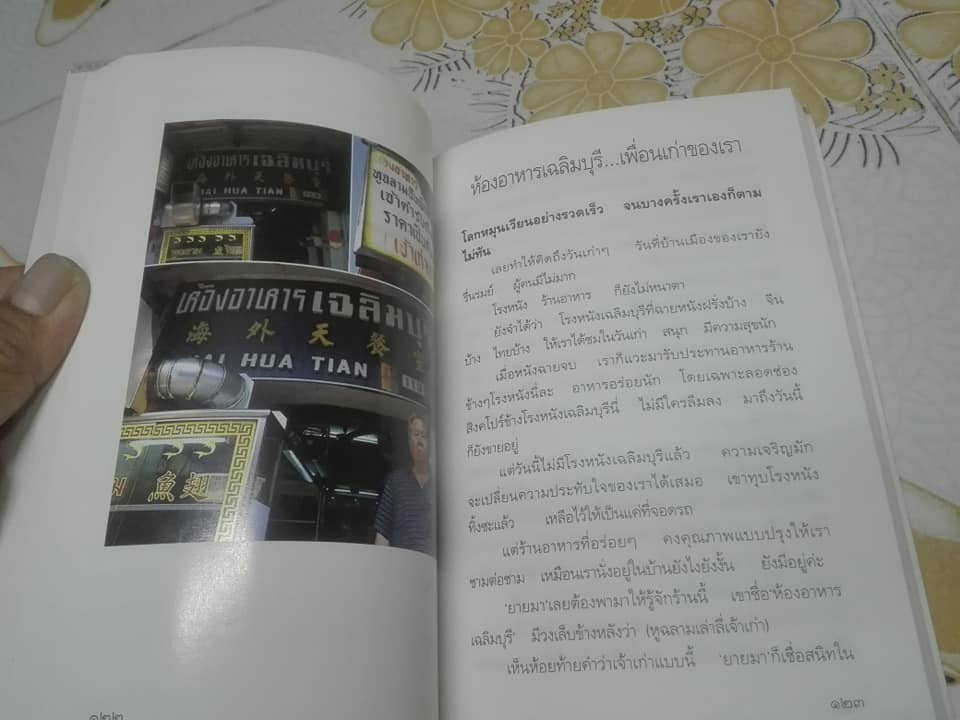 ห้องอาหารเฉลิมบุรี
海外天
HAI HUA TIAN
หูฉลาม
ราคา
ห้องอาหารเฉลิมบุรี
海外天
HAI HUA TIAN
魚翅
๑๒๒
ห้องอาหารเฉลิมบุรี...เพื่อนเก่าของเรา
โลกหมุนเวียนอย่างรวดเร็ว จนบางครั้งเราเองก็ตาม
ไม่ทัน
เลยทำให้คิดถึงวันเก่าๆ วันที่บ้านเมืองของเรายัง
รื่นรมย์ ผู้คนมีไม่มาก
โรงหนัง ร้านอาหาร ก็ยังไม่หนาตา
ยังจำได้ว่า โรงหนังเฉลิมบุรีที่ฉายหนังฝรั่งบ้าง จีน
บ้าง ไทยบ้าง ให้เราได้ชมในวันเก่า สนุก มีความสุขนัก
เมื่อหนังฉายจบ เราก็แวะมารับประทานอาหารร้าน
ข้างๆโรงหนังนี่ละ อาหารอร่อยนัก โดยเฉพาะลอดช่อง
สิงคโปร์ข้างโรงหนังเฉลิมบุรีนี่ ไม่มีใครลืมลง มาถึงวันนี้
ก็ยังขายอยู่
แต่วันนี้ไม่มีโรงหนังเฉลิมบุรีแล้ว ความเจริญมัก
จะเปลี่ยนความประทับใจของเราได้เสมอ เขาทุบโรงหนัง
ทิ้งซะแล้ว เหลือไว้ให้เป็นแค่ที่จอดรถ
แต่ร้านอาหารที่อร่อยๆ คงคุณภาพแบบปรุงให้เรา
ชามต่อชาม เหมือนเรานั่งอยู่ในบ้านยังไงยังงั้น ยังมีอยู่ค่ะ
'ยายมา'เลยต้องพามาให้รู้จักร้านนี้ เขาชื่อ'ห้องอาหาร
เฉลิมบุรี' มีวงเล็บข้างหลังว่า (หูฉลามเล่าลี่เจ้าเก่า)
เห็นห้อยท้ายคำว่าเจ้าเก่าแบบนี้ 'ยายมา'ก็เชื่อสนิทใน
๑๒๓